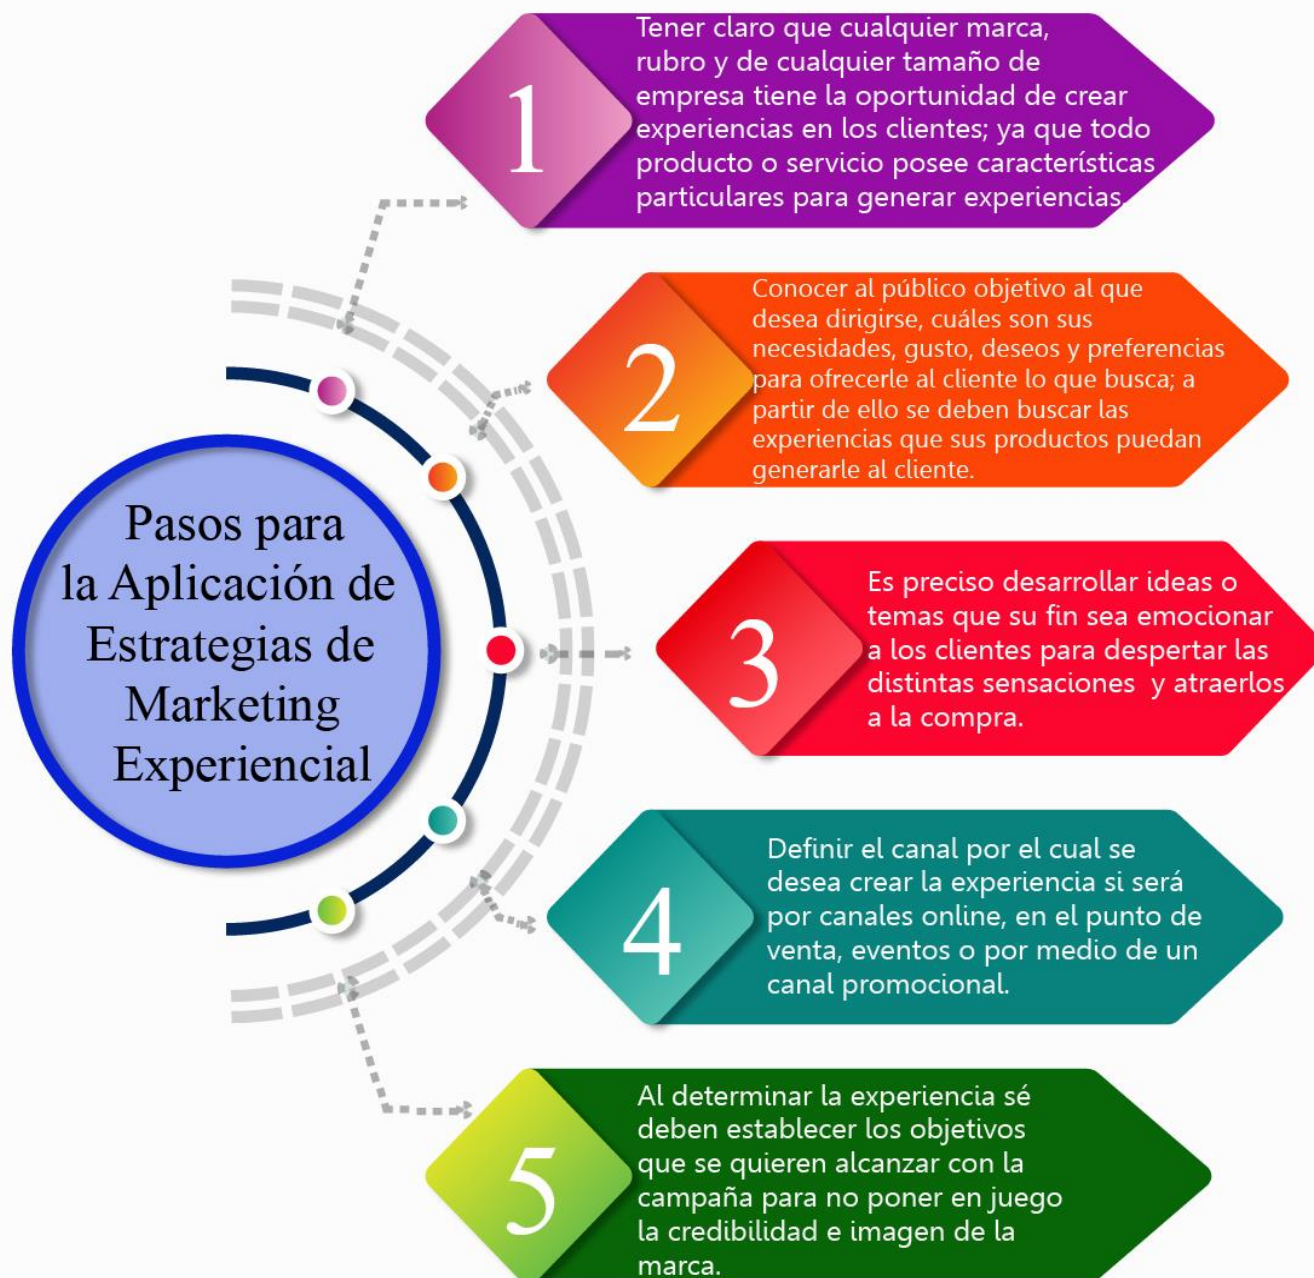 Pasos para
la Aplicación de
Estrategias de
Marketing
Experiencial
1
Tener claro que cualquier marca,
rubro y de cualquier tamaño de
empresa tiene la oportunidad de crear
experiencias en los clientes; ya que todo
producto o servicio posee características
particulares para generar experiencias.
2
Conocer al público objetivo al que
desea dirigirse, cuáles son sus
necesidades, gusto, deseos y preferencias
para ofrecerle al cliente lo que busca; a
partir de ello se deben buscar las
experiencias que sus productos puedan
generarle al cliente.
3
Es preciso desarrollar ideas o
temas que su fin sea emocionar
a los clientes para despertar las
distintas sensaciones  y atraerlos
a la compra.
4
Definir el canal por el cual se
desea crear la experiencia si será
por canales online, en el punto de
venta, eventos o por medio de un
canal promocional.
5
Al determinar la experiencia sé
deben establecer los objetivos
que se quieren alcanzar con la
campaña para no poner en juego
la credibilidad e imagen de la
marca.